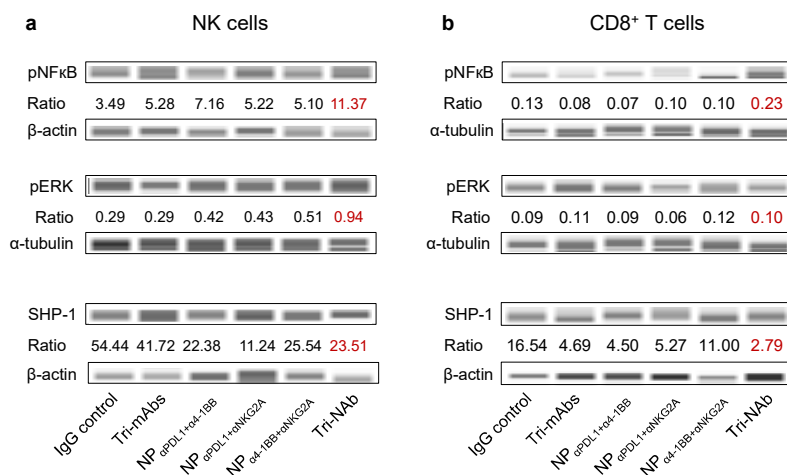 a NK cells
pNFκB
Ratio 3.49 5.28 7.16 5.22 5.10 11.37
β-actin
pERK
Ratio 0.29 0.29 0.42 0.43 0.51 0.94
α-tubulin
SHP-1
Ratio 54.44 41.72 22.38 11.24 25.54 23.51
β-actin
IgG control
Tri-mAbs
NP αPDL1+α4-1BB
NP αPDL1+αNKG2A
NP α4-1BB+αNKG2A
Tri-NAb
b CD8+ T cells
pNFκB
Ratio 0.13 0.08 0.07 0.10 0.10 0.23
α-tubulin
pERK
Ratio 0.09 0.11 0.09 0.06 0.12 0.10
α-tubulin
SHP-1
Ratio 16.54 4.69 4.50 5.27 11.00 2.79
β-actin
IgG control
Tri-mAbs
NP αPDL1+α4-1BB
NP αPDL1+αNKG2A
NP α4-1BB+αNKG2A
Tri-NAb